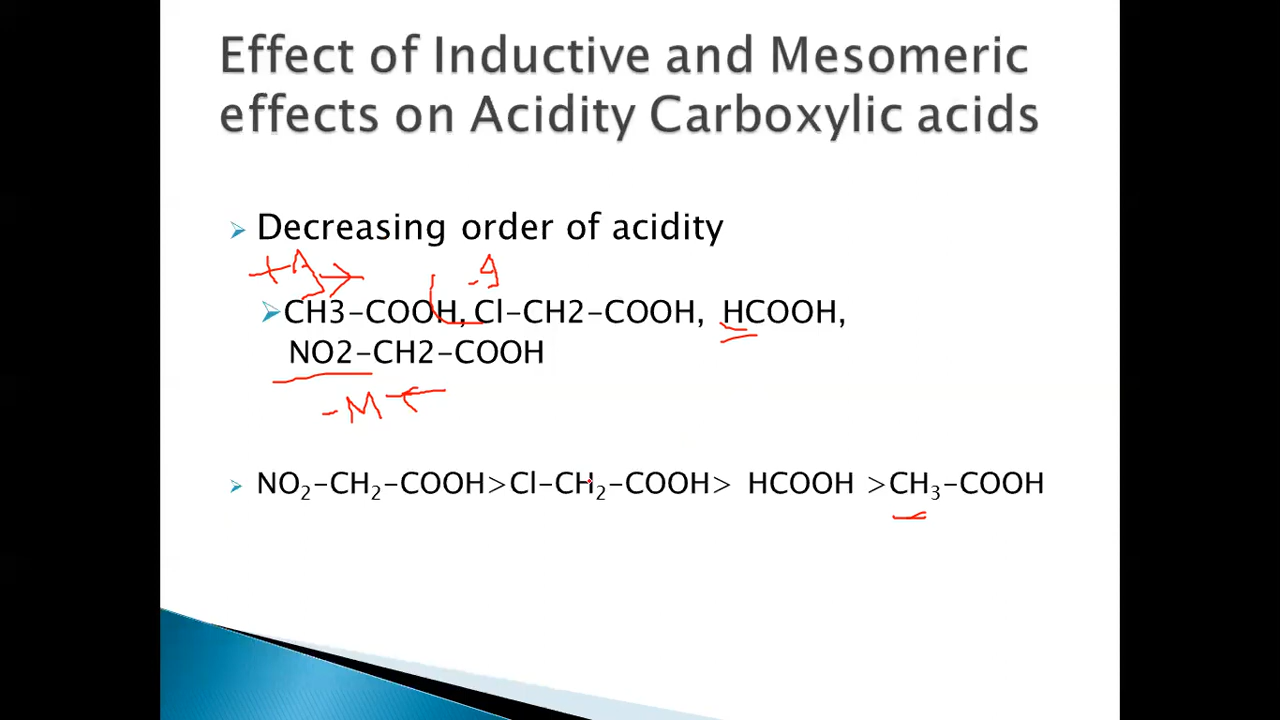 Effect of Inductive and Mesomeric
effects on Acidity Carboxylic acids
Decreasing order of acidity
CH3-COOH, Cl-CH2-COOH, HCOOH,
NO2-CH2-COOH
-M
NO₂-CH₂-COOH>Cl-CH₂-COOH> HCOOH >CH₃-COOH